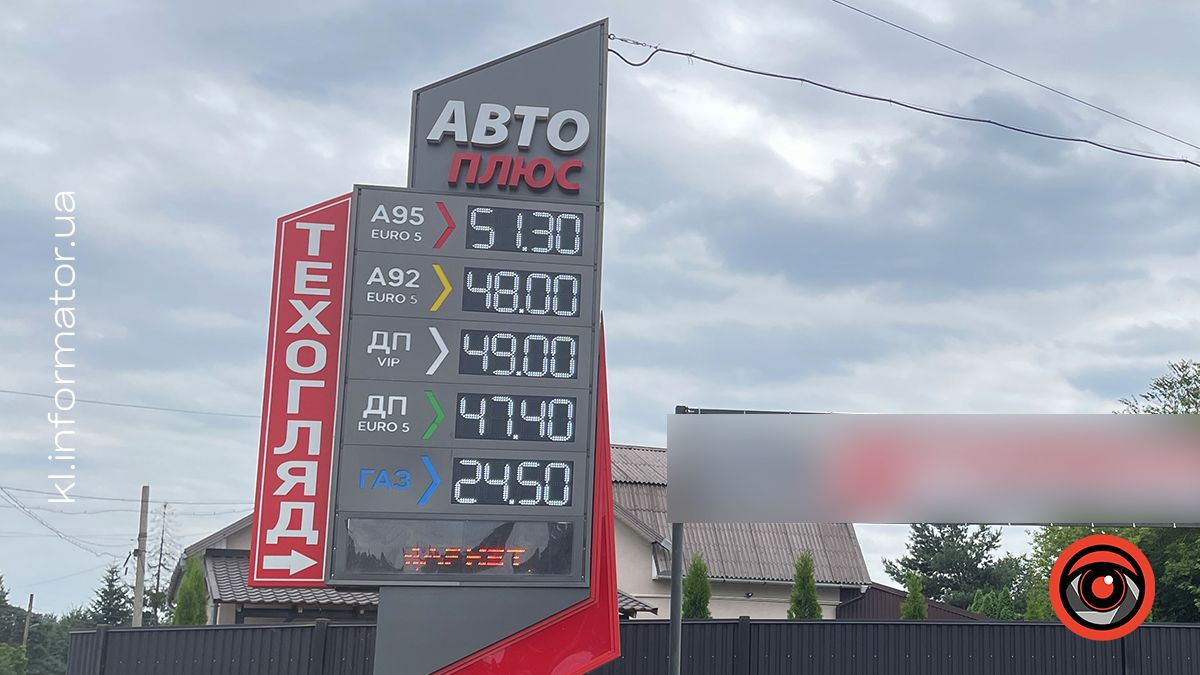 АВТО
ПЛЮС
А95 51.30
EURO 5
А92 48.00
EURO 5
ДП 49.00
VIP
ДП 47.40
EURO 5
ГАЗ 24.50
ТЕХОГЛЯД
kl.informator.ua